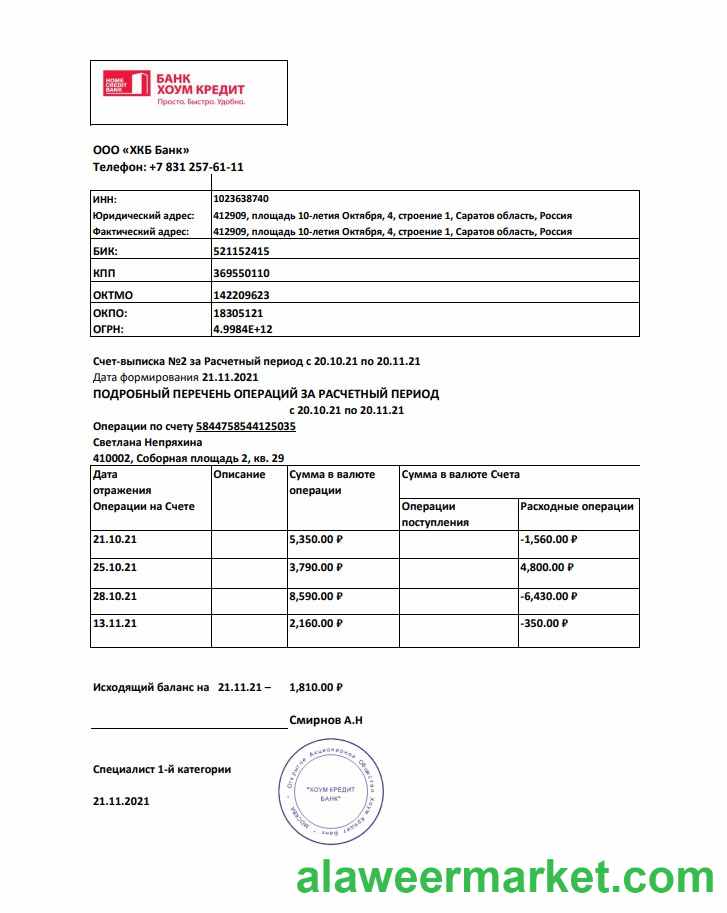 HOME
CREDIT
BANK
БАНК
ХОУМ КРЕДИТ
Просто. Быстро. Удобно.
ООО «ХКБ Банк»
Телефон: +7 831 257-61-11
ИНН: 1023638740
Юридический адрес: 412909, площадь 10-летия Октября, 4, строение 1, Саратов область, Россия
Фактический адрес: 412909, площадь 10-летия Октября, 4, строение 1, Саратов область, Россия
БИК: 521152415
КПП 369550110
ОКТМО 142209623
ОКПО: 18305121
ОГРН: 4.9984E+12
Счет-выписка №2 за Расчетный период с 20.10.21 по 20.11.21
Дата формирования 21.11.2021
ПОДРОБНЫЙ ПЕРЕЧЕНЬ ОПЕРАЦИЙ ЗА РАСЧЕТНЫЙ ПЕРИОД
с 20.10.21 по 20.11.21
Операции по счету 5844758544125035
Светлана Непряхина
410002, Соборная площадь 2, кв. 29
Дата Описание Сумма в валюте Сумма в валюте Счета
отражения операции
Операции на Счете Операции Расходные операции
поступления
21.10.21 5,350.00 ₽ -1,560.00 ₽
25.10.21 3,790.00 ₽ 4,800.00 ₽
28.10.21 8,590.00 ₽ -6,430.00 ₽
13.11.21 2,160.00 ₽ -350.00 ₽
Исходящий баланс на 21.11.21 – 1,810.00 ₽
Смирнов А.Н
Специалист 1-й категории
21.11.2021
Открытое Акционерное Общество Хоум Кредит Банк * МОСКВА *
"ХОУМ КРЕДИТ
БАНК"
alaweermarket.com